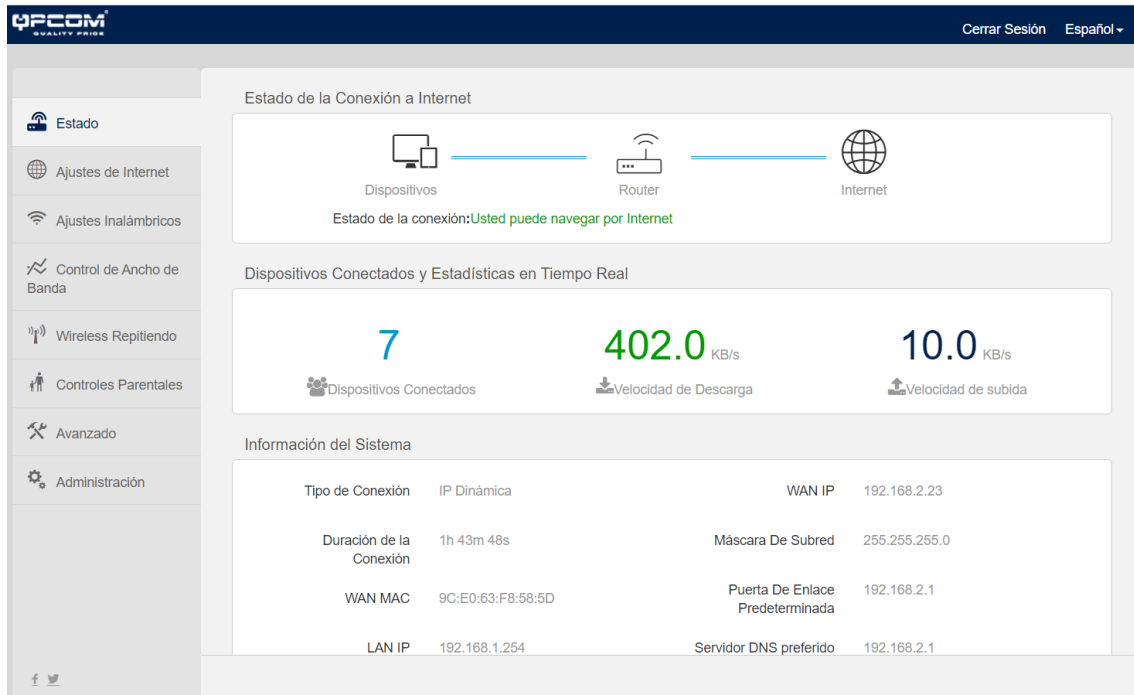 QPCOM
QUALITY PRICE
Cerrar Sesión Español
Estado
Ajustes de Internet
Ajustes Inalámbricos
Control de Ancho de
Banda
Wireless Repitiendo
Controles Parentales
Avanzado
Administración
Estado de la Conexión a Internet
Dispositivos Router Internet
Estado de la conexión:Usted puede navegar por Internet
Dispositivos Conectados y Estadísticas en Tiempo Real
7 402.0 KB/s 10.0 KB/s
Dispositivos Conectados Velocidad de Descarga Velocidad de subida
Información del Sistema
Tipo de Conexión IP Dinámica WAN IP 192.168.2.23
Duración de la
Conexión 1h 43m 48s Máscara De Subred 255.255.255.0
WAN MAC 9C:E0:63:F8:58:5D Puerta De Enlace
Predeterminada 192.168.2.1
LAN IP 192.168.1.254 Servidor DNS preferido 192.168.2.1